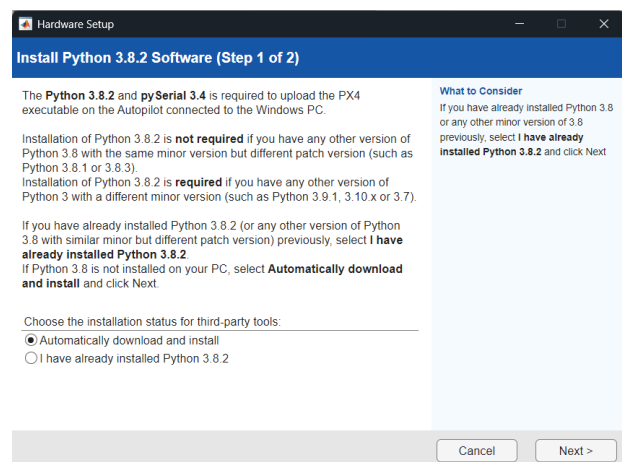 Hardware Setup
Install Python 3.8.2 Software (Step 1 of 2)
The Python 3.8.2 and pySerial 3.4 is required to upload the PX4
executable on the Autopilot connected to the Windows PC.
Installation of Python 3.8.2 is not required if you have any other version of
Python 3.8 with the same minor version but different patch version (such as
Python 3.8.1 or 3.8.3).
Installation of Python 3.8.2 is required if you have any other version of
Python 3 with a different minor version (such as Python 3.9.1, 3.10.x or 3.7).
If you have already installed Python 3.8.2 (or any other version of Python
3.8 with similar minor but different patch version) previously, select I have
already installed Python 3.8.2.
If Python 3.8 is not installed on your PC, select Automatically download
and install and click Next.
Choose the installation status for third-party tools:
Automatically download and install
I have already installed Python 3.8.2
What to Consider
If you have already installed Python 3.8
or any other minor version of 3.8
previously, select I have already
installed Python 3.8.2 and click Next
Cancel
Next >